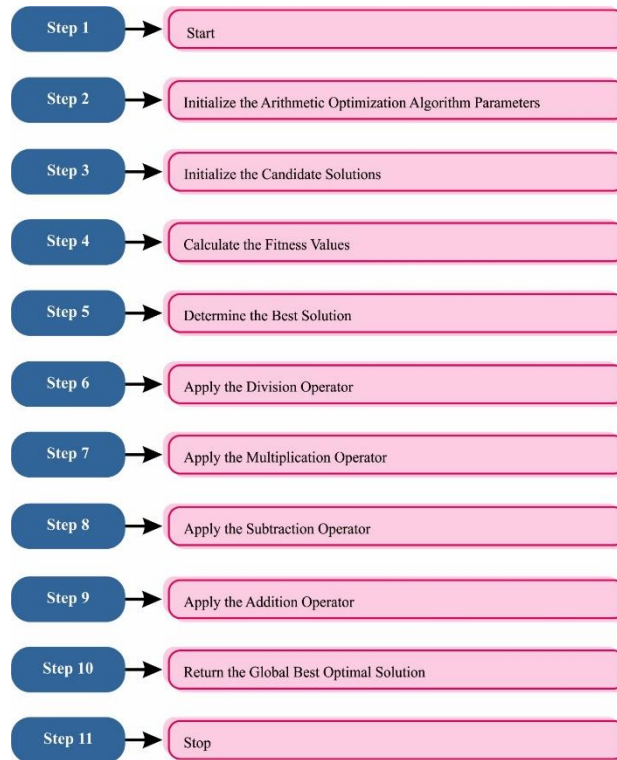 Step 1
Start
Step 2
Initialize the Arithmetic Optimization Algorithm Parameters
Step 3
Initialize the Candidate Solutions
Step 4
Calculate the Fitness Values
Step 5
Determine the Best Solution
Step 6
Apply the Division Operator
Step 7
Apply the Multiplication Operator
Step 8
Apply the Subtraction Operator
Step 9
Apply the Addition Operator
Step 10
Return the Global Best Optimal Solution
Step 11
Stop